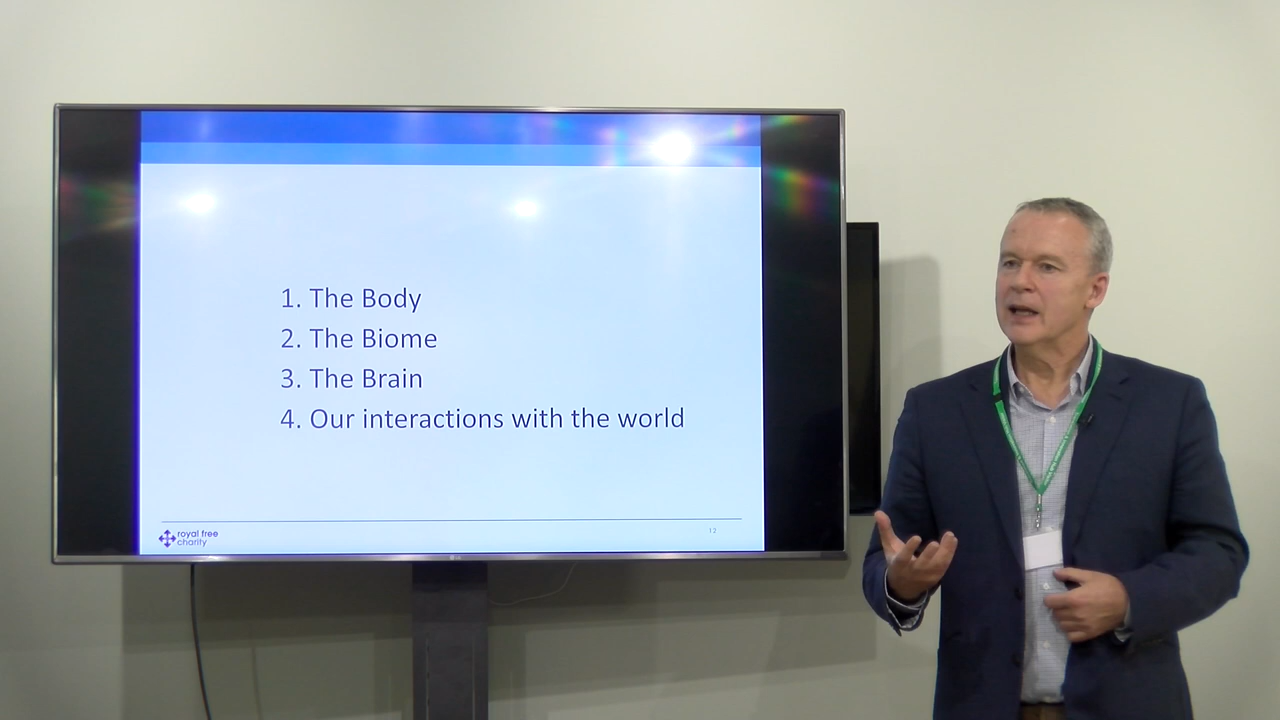 1. The Body
2. The Biome
3. The Brain
4. Our interactions with the world
royal free
charity
12